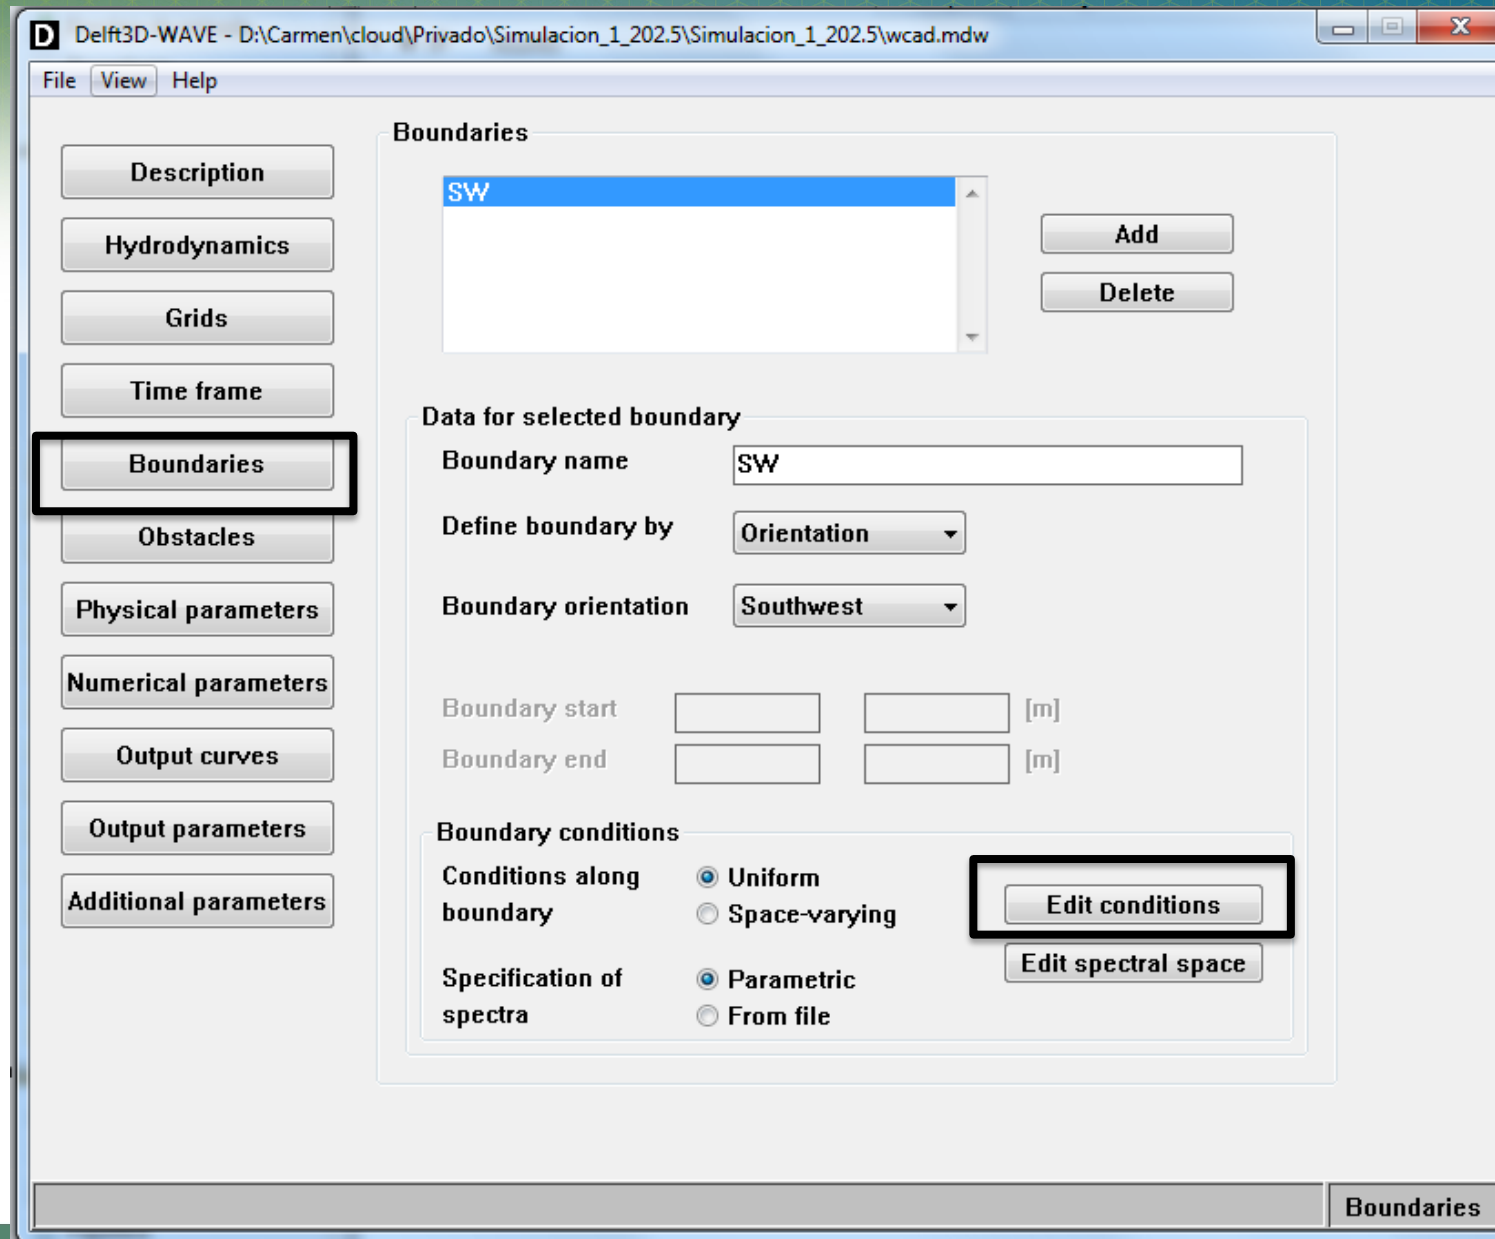 D Delft3D-WAVE - D:\Carmen\cloud\Privado\Simulacion_1_202.5\Simulacion_1_202.5\wcad.mdw
File View Help
Description
Hydrodynamics
Grids
Time frame
Boundaries
Obstacles
Physical parameters
Numerical parameters
Output curves
Output parameters
Additional parameters
Boundaries
SW
Add
Delete
Data for selected boundary
Boundary name SW
Define boundary by Orientation
Boundary orientation Southwest
Boundary start [m]
Boundary end [m]
Boundary conditions
Conditions along
boundary
Uniform
Space-varying
Edit conditions
Edit spectral space
Specification of
spectra
Parametric
From file
Boundaries